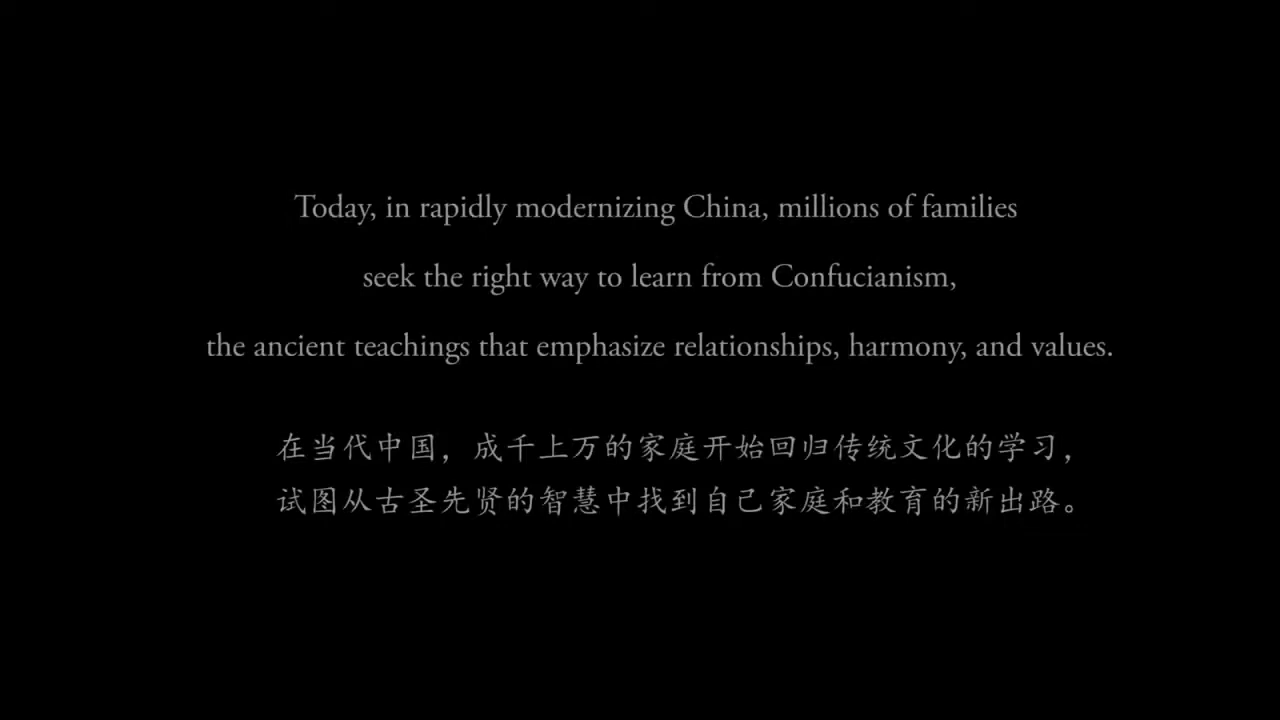 Today, in rapidly modernizing China, millions of families
seek the right way to learn from Confucianism,
the ancient teachings that emphasize relationships, harmony, and values.
在当代中国，成千上万的家庭开始回归传统文化的学习，
试图从古圣先贤的智慧中找到自己家庭和教育的新出路。